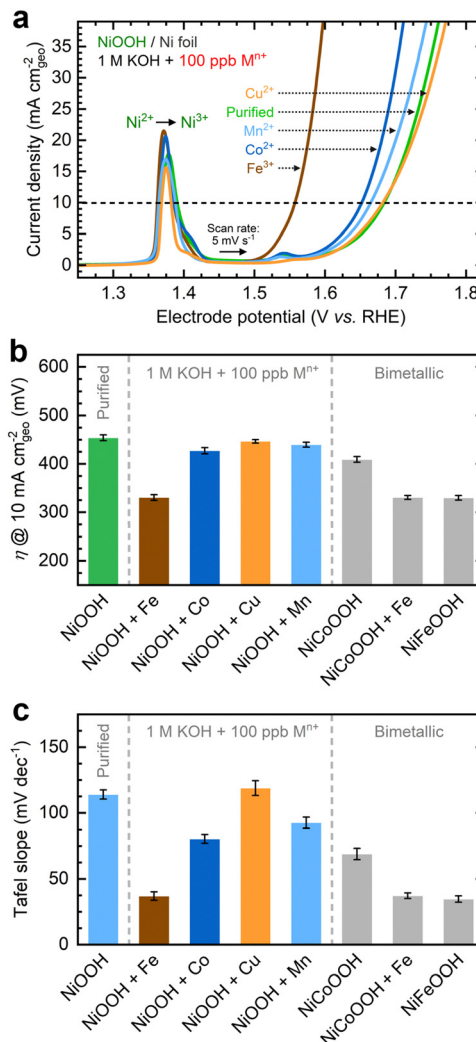 a
NiOOH / Ni foil
1 M KOH + 100 ppb Mⁿ⁺
Ni²⁺ → Ni³⁺
Cu²⁺
Purified
Mn²⁺
Co²⁺
Fe³⁺
Scan rate:
5 mV s⁻¹
Current density (mA cm⁻²geo)
35
30
25
20
15
10
5
0
1.3 1.4 1.5 1.6 1.7 1.8
Electrode potential (V vs. RHE)
b
Purified
1 M KOH + 100 ppb Mⁿ⁺
Bimetallic
η @ 10 mA cm⁻²geo (mV)
600
500
400
300
200
NiOOH
NiOOH + Fe
NiOOH + Co
NiOOH + Cu
NiOOH + Mn
NiCoOOH
NiCoOOH + Fe
NiFeOOH
c
Purified
1 M KOH + 100 ppb Mⁿ⁺
Bimetallic
Tafel slope (mV dec⁻¹)
150
100
50
0
NiOOH
NiOOH + Fe
NiOOH + Co
NiOOH + Cu
NiOOH + Mn
NiCoOOH
NiCoOOH + Fe
NiFeOOH